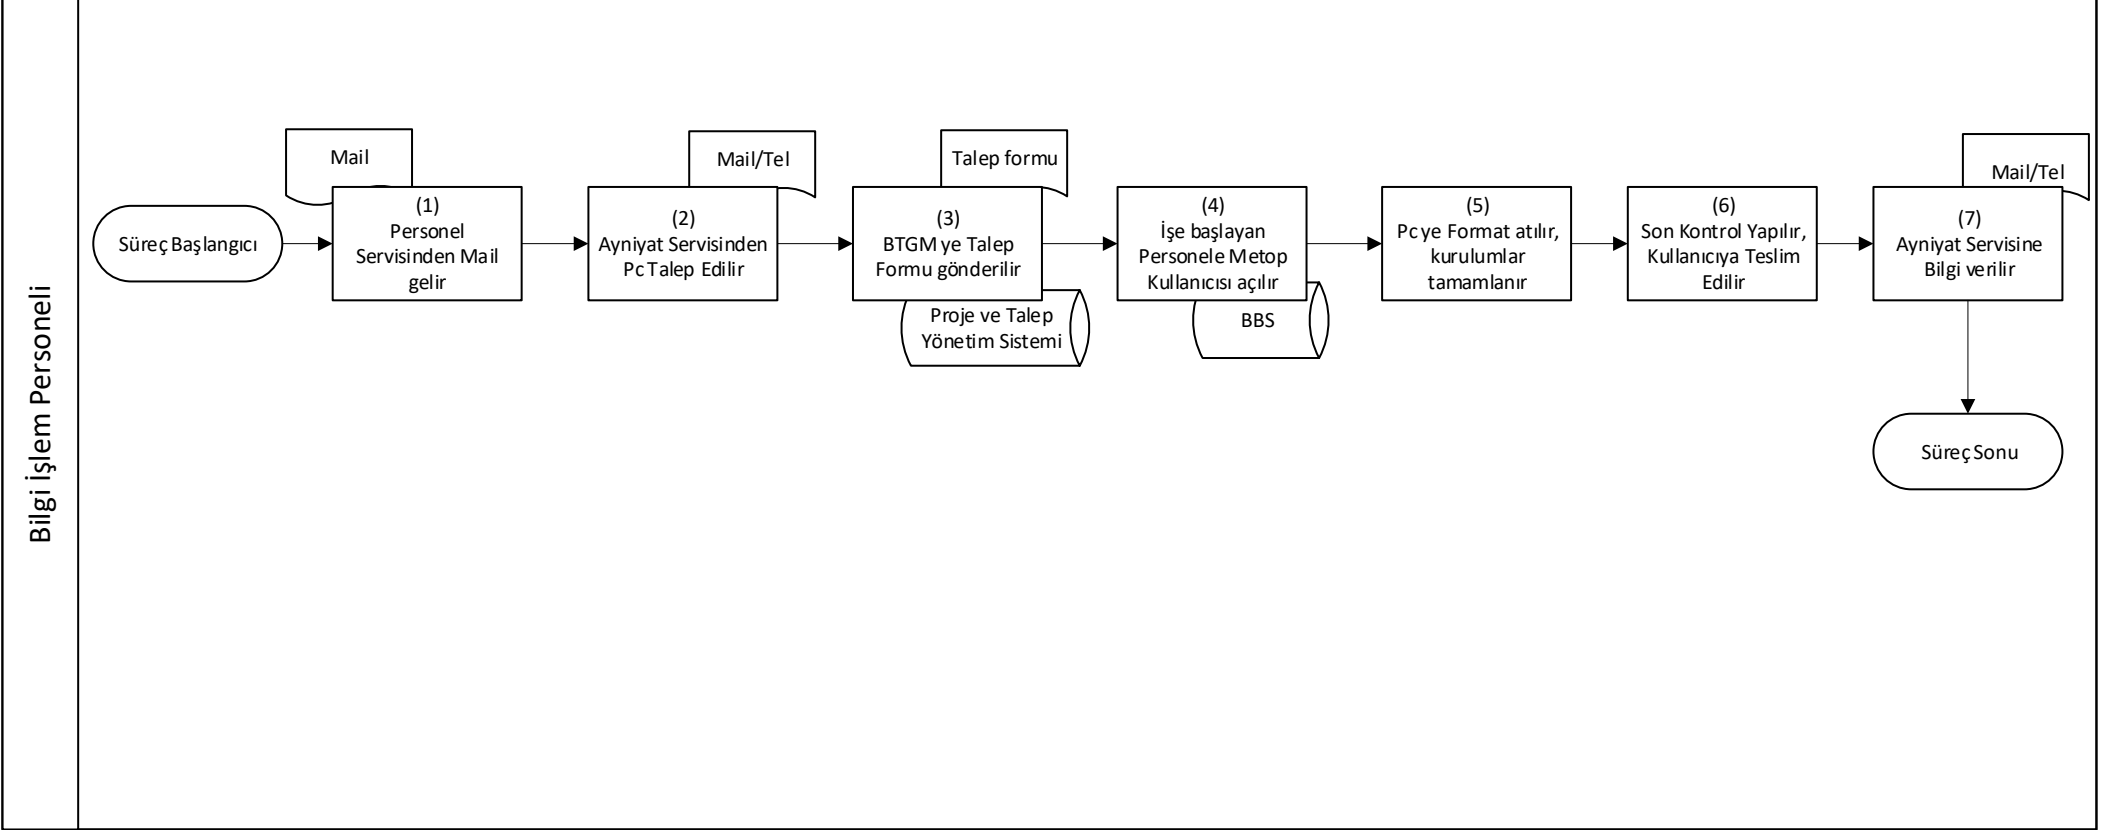 Bilgi İşlem Personeli
Süreç Başlangıcı
Mail
(1)
Personel
Servisinden Mail
gelir
Mail/Tel
(2)
Ayniyat Servisinden
Pc Talep Edilir
Talep formu
(3)
BTGM ye Talep
Formu gönderilir
Proje ve Talep
Yönetim Sistemi
(4)
İşe başlayan
Personele Metop
Kullanıcısı açılır
BBS
(5)
Pc ye Format atılır,
kurulumlar
tamamlanır
(6)
Son Kontrol Yapılır,
Kullanıcıya Teslim
Edilir
Mail/Tel
(7)
Ayniyat Servisine
Bilgi verilir
Süreç Sonu